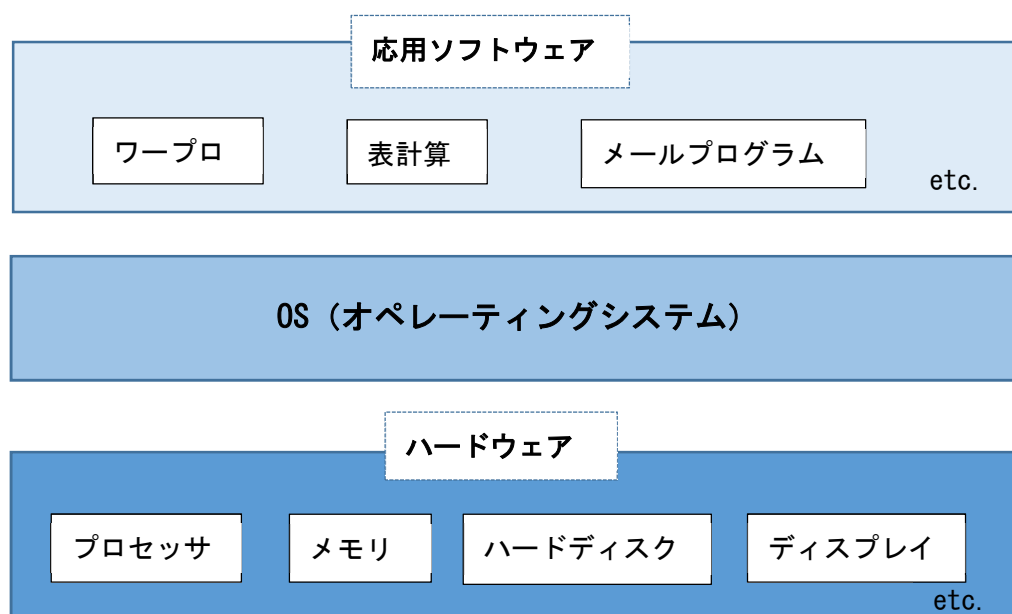 応用ソフトウェア
ワープロ
表計算
メールプログラム
etc.
OS（オペレーティングシステム）
ハードウェア
プロセッサ
メモリ
ハードディスク
ディスプレイ
etc.